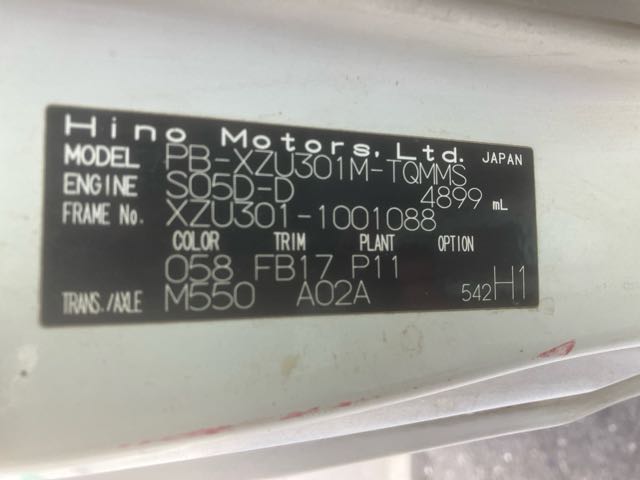 Hino Motors, Ltd. JAPAN
MODEL PB-XZU301M-TQMMS
ENGINE S05D-D 4899 mL
FRAME No. XZU301-1001088
COLOR TRIM PLANT OPTION
058 FB17 P11
TRANS./AXLE M550 A02A 542H1